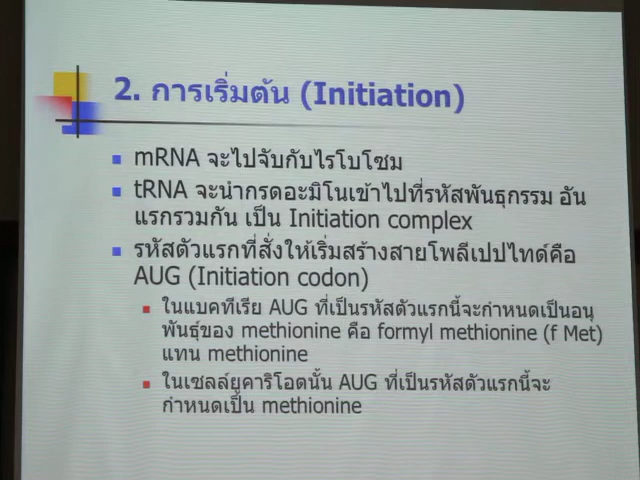 2. การเริ่มต้น (Initiation)
mRNA จะไปจับกับไรโบโซม
tRNA จะนำกรดอะมิโนเข้าไปที่รหัสพันธุกรรม อัน
แรกรวมกัน เป็น Initiation complex
รหัสตัวแรกที่สั่งให้เริ่มสร้างสายโพลีเปปไทด์คือ
AUG (Initiation codon)
ในแบคทีเรีย AUG ที่เป็นรหัสตัวแรกนี้จะกำหนดเป็นอนุ
พันธุ์ของ methionine คือ formyl methionine (f Met)
แทน methionine
ในเซลล์ยูคาริโอตนั้น AUG ที่เป็นรหัสตัวแรกนี้จะ
กำหนดเป็น methionine